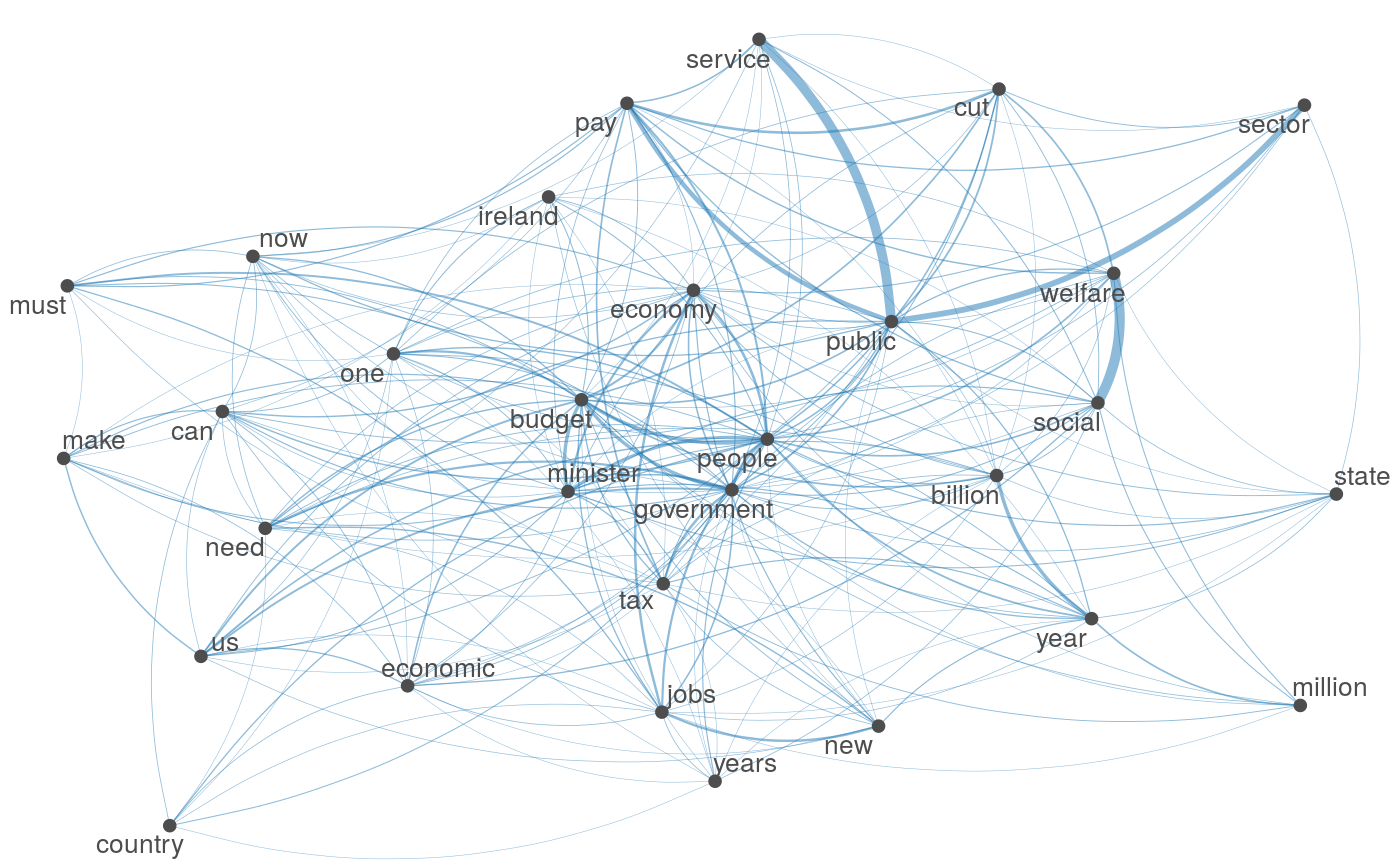 service
cut
pay
sector
ireland
now
must
welfare
economy
public
one
budget
social
can
make
people
minister
state
billion
government
need
tax
year
us
economic
million
jobs
new
years
country